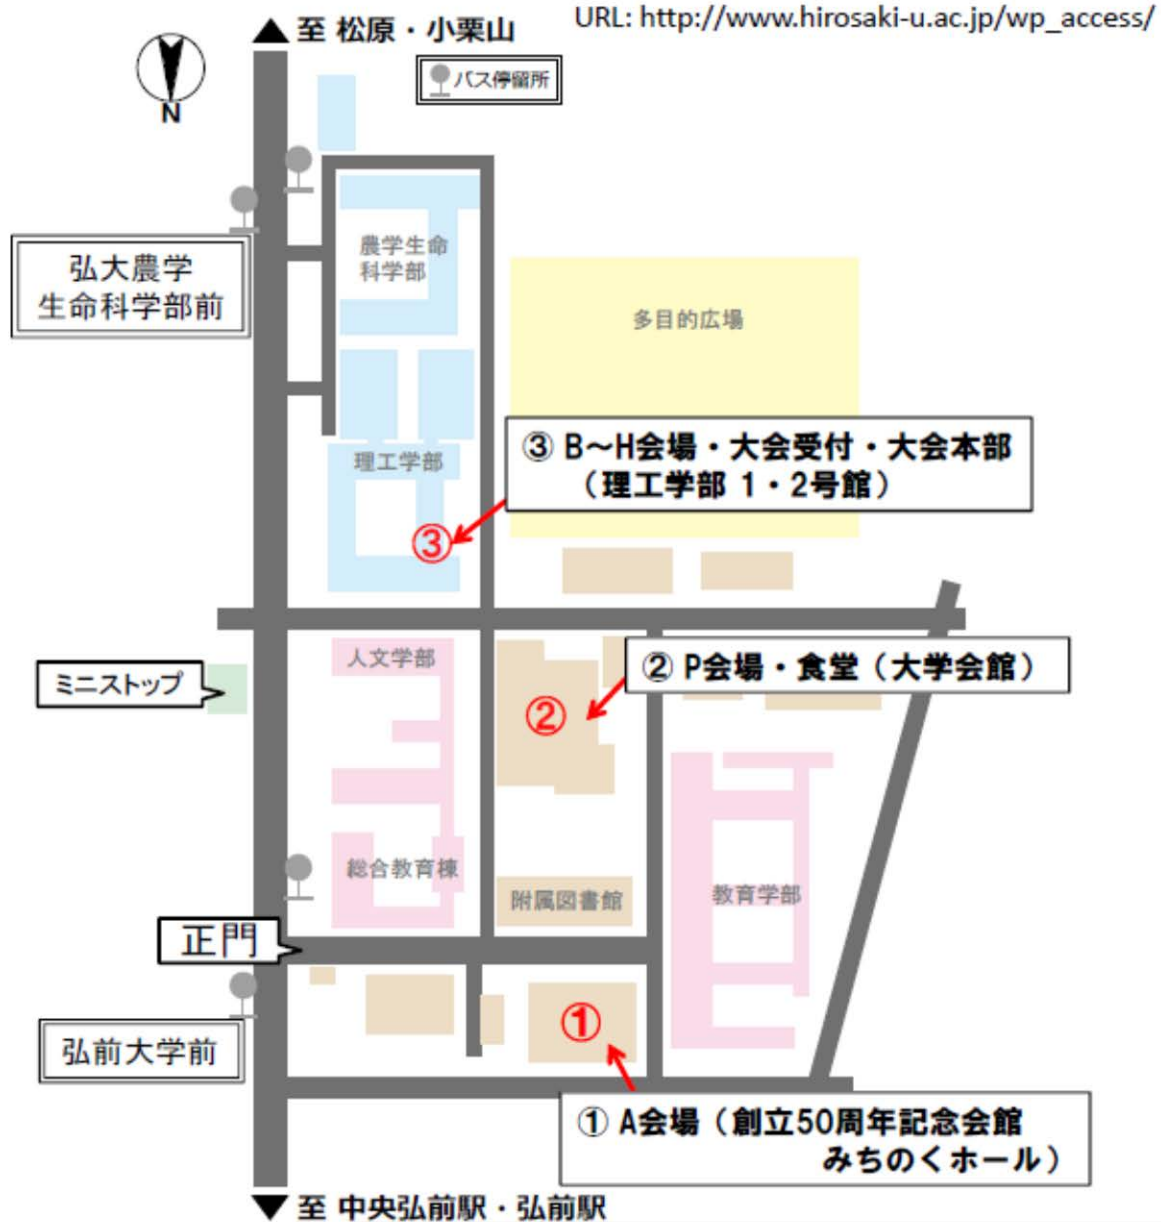 至 松原・小栗山
URL: http://www.hirosaki-u.ac.jp/wp_access/
N
バス停留所
農学生命
科学部
弘大農学
生命科学部前
多目的広場
③ B～H会場・大会受付・大会本部
（理工学部 1・2号館）
理工学部
③
人文学部
② P会場・食堂（大学会館）
ミニストップ
②
総合教育棟
附属図書館
教育学部
正門
①
弘前大学前
① A会場（創立50周年記念会館
みちのくホール）
至 中央弘前駅・弘前駅